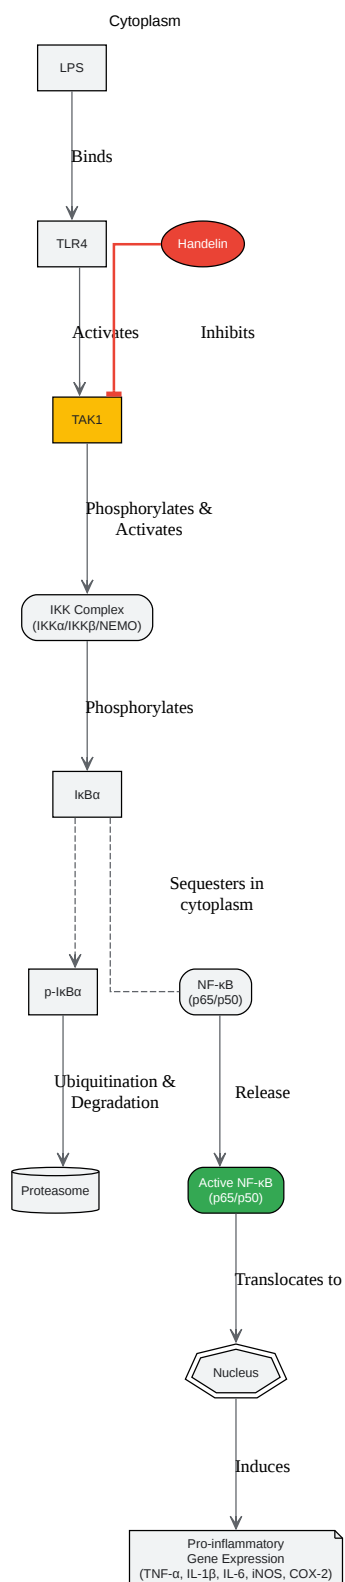 Cytoplasm
LPS
Binds
TLR4
Handelin
Activates
Inhibits
TAK1
Phosphorylates &
Activates
IKK Complex
(IKKα/IKKβ/NEMO)
Phosphorylates
IκBα
Sequesters in
cytoplasm
p-IκBα
NF-κB
(p65/p50)
Ubiquitination &
Degradation
Release
Proteasome
Active NF-κB
(p65/p50)
Translocates to
Nucleus
Induces
Pro-inflammatory
Gene Expression
(TNF-α, IL-1β, IL-6, iNOS, COX-2)